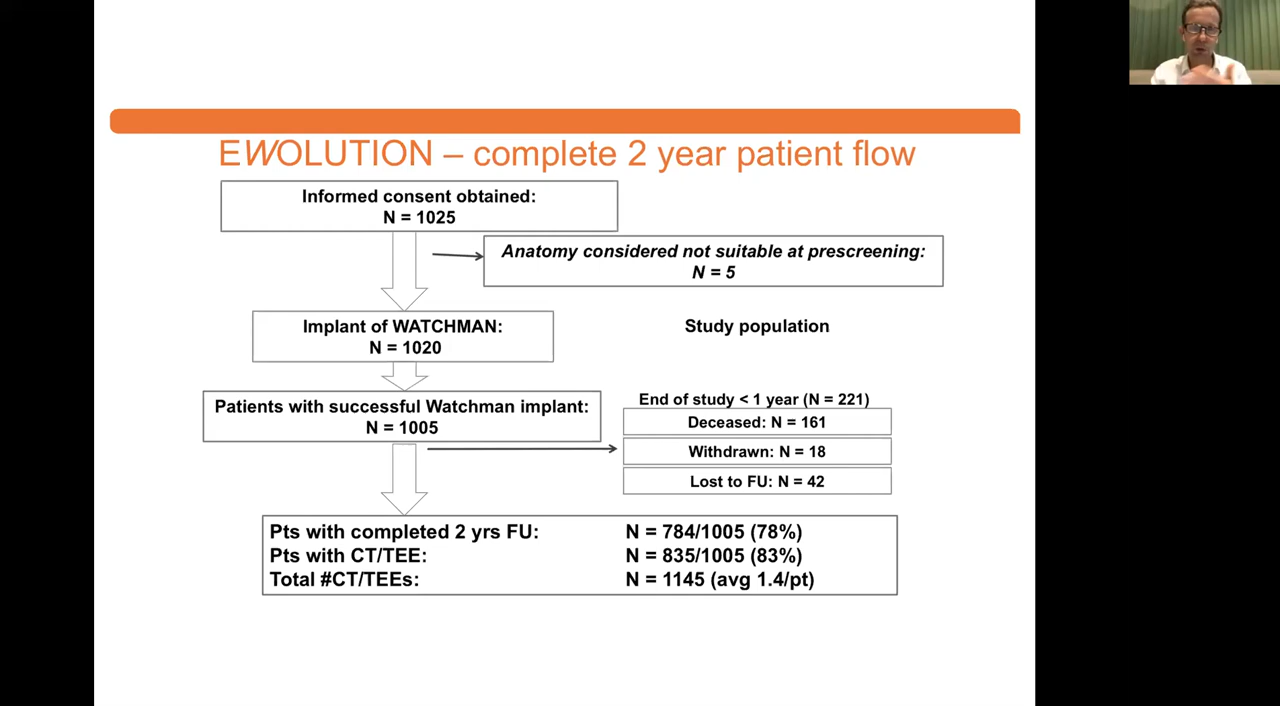 EWOLUTION – complete 2 year patient flow
Informed consent obtained:
N = 1025
Anatomy considered not suitable at prescreening:
N = 5
Implant of WATCHMAN:
N = 1020
Study population
Patients with successful Watchman implant:
N = 1005
End of study < 1 year (N = 221)
Deceased: N = 161
Withdrawn: N = 18
Lost to FU: N = 42
Pts with completed 2 yrs FU: N = 784/1005 (78%)
Pts with CT/TEE: N = 835/1005 (83%)
Total #CT/TEEs: N = 1145 (avg 1.4/pt)